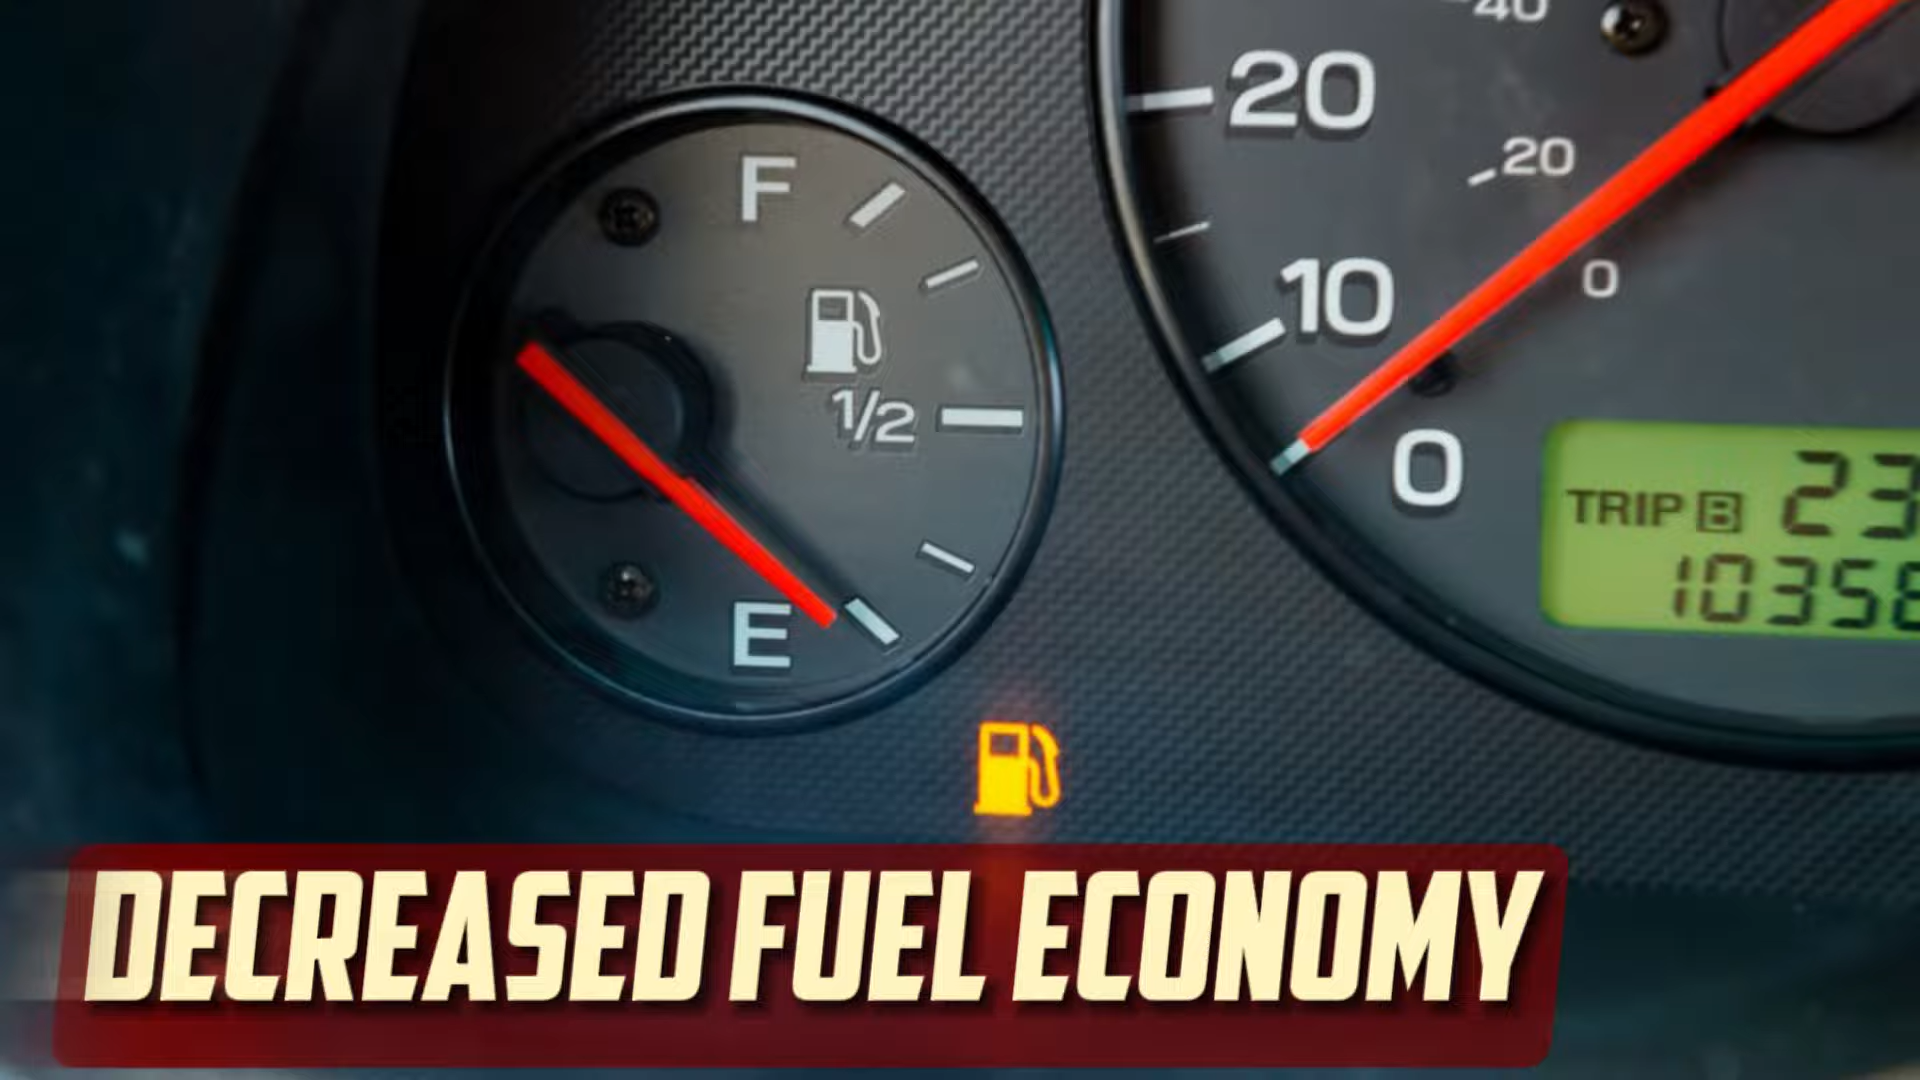 F
1/2
E
40
20
20
10
0
0
TRIP B 23
10358
DECREASED FUEL ECONOMY